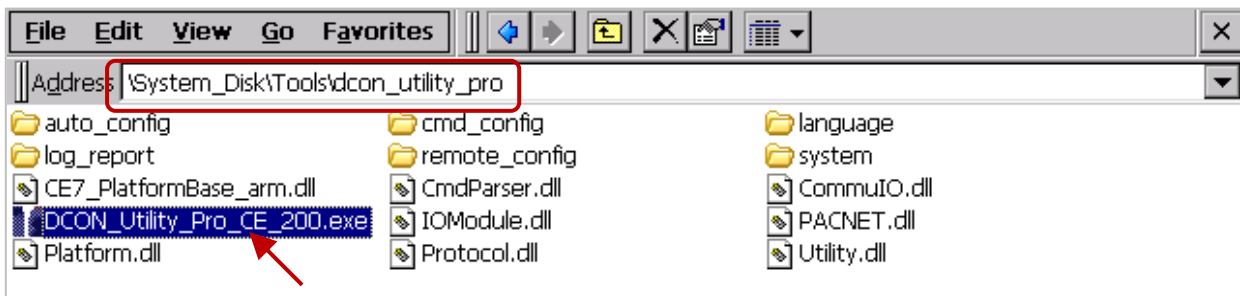 File Edit View Go Favorites
Address \System_Disk\Tools\dcon_utility_pro
auto_config cmd_config language
log_report remote_config system
CE7_PlatformBase_arm.dll CmdParser.dll CommuIO.dll
DCON_Utility_Pro_CE_200.exe IOModule.dll PACNET.dll
Platform.dll Protocol.dll Utility.dll